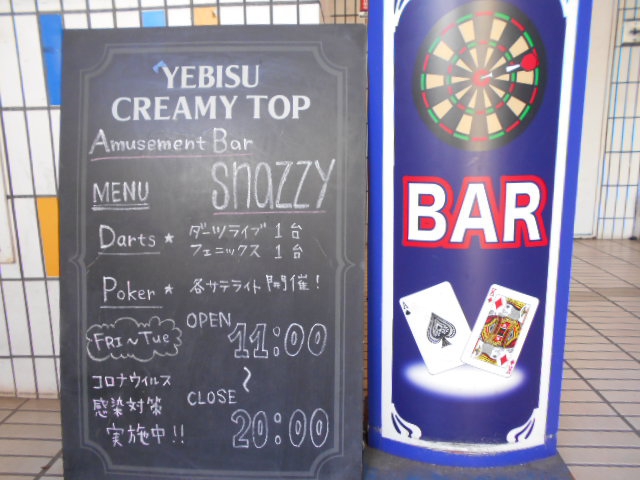 YEBISU
CREAMY TOP
Amusement Bar
MENU
snazzy
Darts ★ ダーツライブ 1台
フェニックス 1台
Poker ★ 各サテライト開催!
FRI~Tue
OPEN
11:00
~
CLOSE
20:00
コロナウイルス
感染対策
実施中!!
BAR
A
K